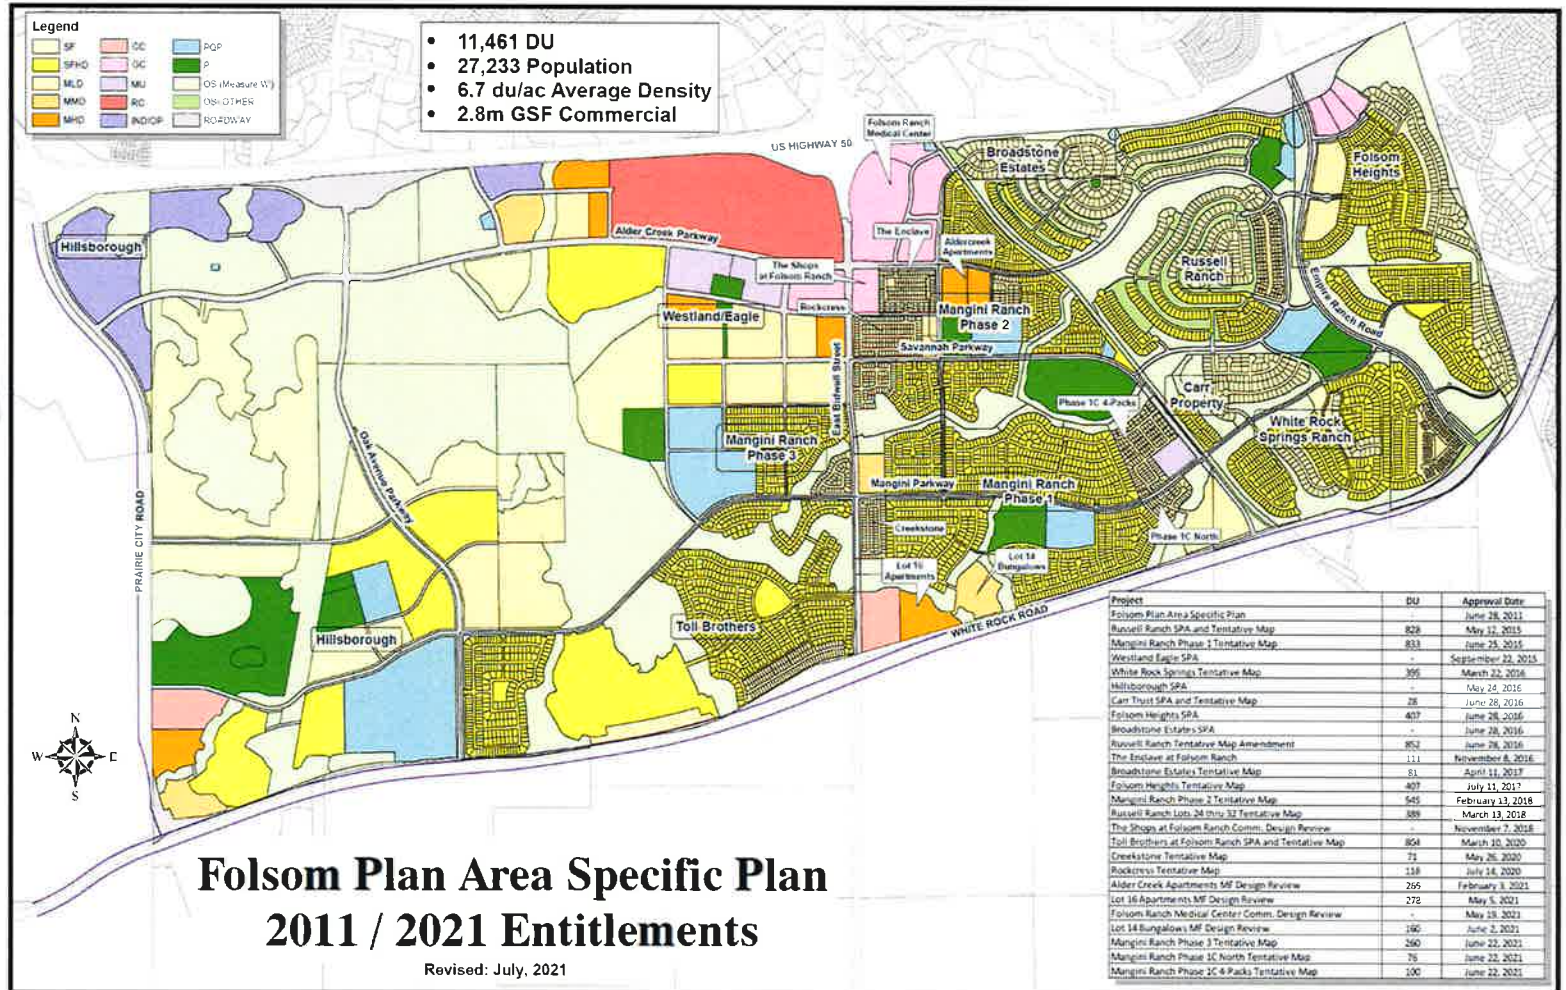 Legend
SF
SFHD
MLD
MMD
MHD
CC
GC
MU
RC
IND/OP
PQP
P
OS (Measure W)
OS-OTHER
ROADWAY
• 11,461 DU
• 27,233 Population
• 6.7 du/ac Average Density
• 2.8m GSF Commercial
US HIGHWAY 50
Folsom Ranch
Medical Center
Broadstone
Estates
Folsom
Heights
Hillsborough
Alder Creek Parkway
The Enclave
Aldercreek
Apartments
The Shops
at Folsom Ranch
Russell
Ranch
Empire Ranch Road
Rockcress
Westland/Eagle
Mangini Ranch
Phase 2
Savannah Parkway
East Bidwell Street
Carr
Property
Phase 1C 4-Packs
White Rock
Springs Ranch
Oak Avenue Parkway
Mangini Ranch
Phase 3
Mangini Parkway
Mangini Ranch
Phase 1
PRAIRIE CITY ROAD
Creekstone
Phase 1C North
Lot 16
Apartments
Lot 14
Bungalows
Hillsborough
Toll Brothers
WHITE ROCK ROAD
N
W E
S
Project DU Approval Date
Folsom Plan Area Specific Plan June 28, 2011
Russell Ranch SPA and Tentative Map 828 May 12, 2015
Mangini Ranch Phase 1 Tentative Map 833 June 25, 2015
Westland Eagle SPA - September 22, 2015
White Rock Springs Tentative Map 395 March 22, 2016
Hillsborough SPA - May 24, 2016
Carr Trust SPA and Tentative Map 28 June 28, 2016
Folsom Heights SPA 407 June 28, 2016
Broadstone Estates SPA - June 28, 2016
Russell Ranch Tentative Map Amendment 852 June 28, 2016
The Enclave at Folsom Ranch 111 November 8, 2016
Broadstone Estates Tentative Map 81 April 11, 2017
Folsom Heights Tentative Map 407 July 11, 2017
Mangini Ranch Phase 2 Tentative Map 545 February 13, 2018
Russell Ranch Lots 24 thru 32 Tentative Map 389 March 13, 2018
The Shops at Folsom Ranch Comm. Design Review - November 7, 2018
Toll Brothers at Folsom Ranch SPA and Tentative Map 804 March 10, 2020
Creekstone Tentative Map 71 May 26, 2020
Rockcress Tentative Map 118 July 14, 2020
Alder Creek Apartments MF Design Review 265 February 3, 2021
Lot 16 Apartments MF Design Review 278 May 5, 2021
Folsom Ranch Medical Center Comm. Design Review - May 19, 2021
Lot 14 Bungalows MF Design Review 160 June 2, 2021
Mangini Ranch Phase 3 Tentative Map 260 June 22, 2021
Mangini Ranch Phase 1C North Tentative Map 76 June 22, 2021
Mangini Ranch Phase 1C 4-Packs Tentative Map 100 June 22, 2021
Folsom Plan Area Specific Plan
2011 / 2021 Entitlements
Revised: July, 2021